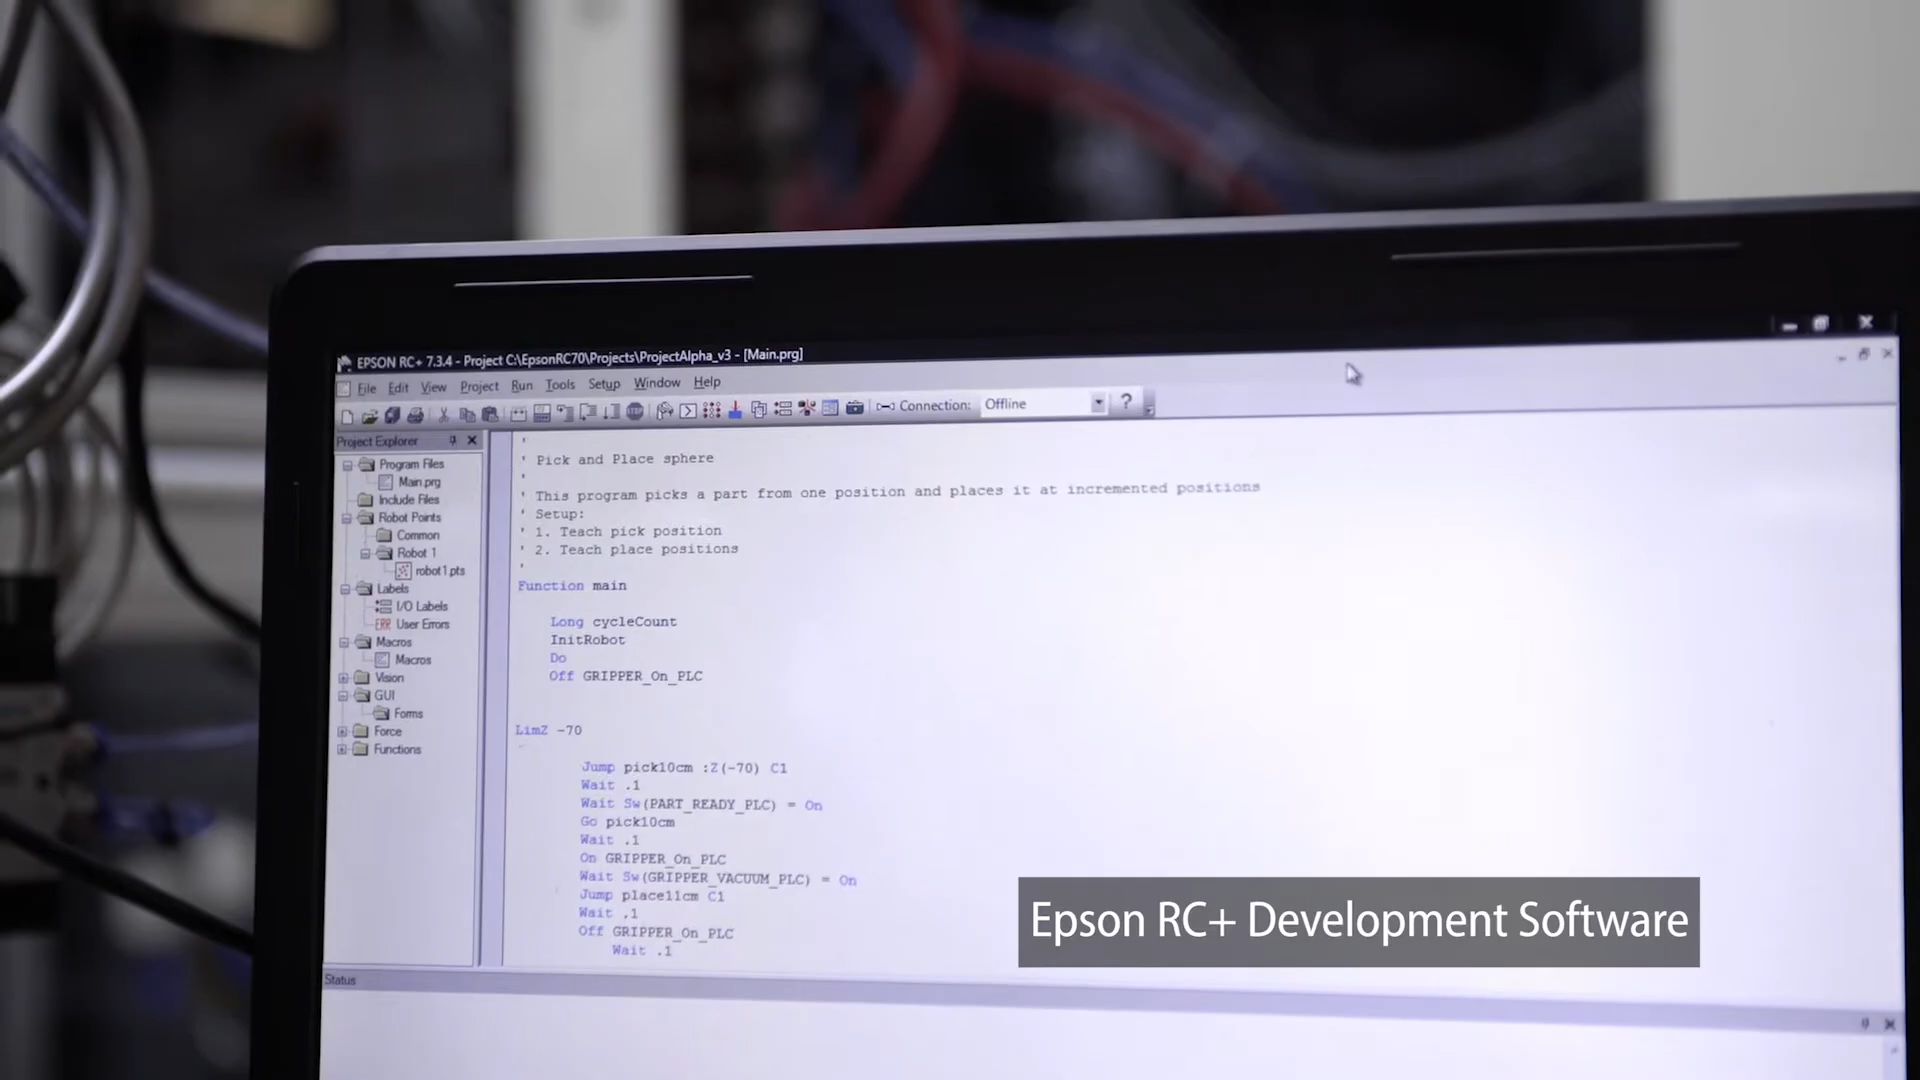 EPSON RC+ 7.3.4 - Project C:\EpsonRC70\Projects\ProjectAlpha_v3 - [Main.prg]
File Edit View Project Run Tools Setup Window Help
Connection: Offline ?
Project Explorer
Program Files
Main.prg
Include Files
Robot Points
Common
Robot 1
robot1.pts
Labels
I/O Labels
ERR User Errors
Macros
Macros
Vision
GUI
Forms
Force
Functions
'
' Pick and Place sphere
'
' This program picks a part from one position and places it at incremented positions
' Setup:
' 1. Teach pick position
' 2. Teach place positions
'
Function main
Long cycleCount
InitRobot
Do
Off GRIPPER_On_PLC
LimZ -70
Jump pick10cm :Z(-70) C1
Wait .1
Wait Sw(PART_READY_PLC) = On
Go pick10cm
Wait .1
On GRIPPER_On_PLC
Wait Sw(GRIPPER_VACUUM_PLC) = On
Jump place11cm C1
Wait .1
Off GRIPPER_On_PLC
Wait .1
Status
Epson RC+ Development Software